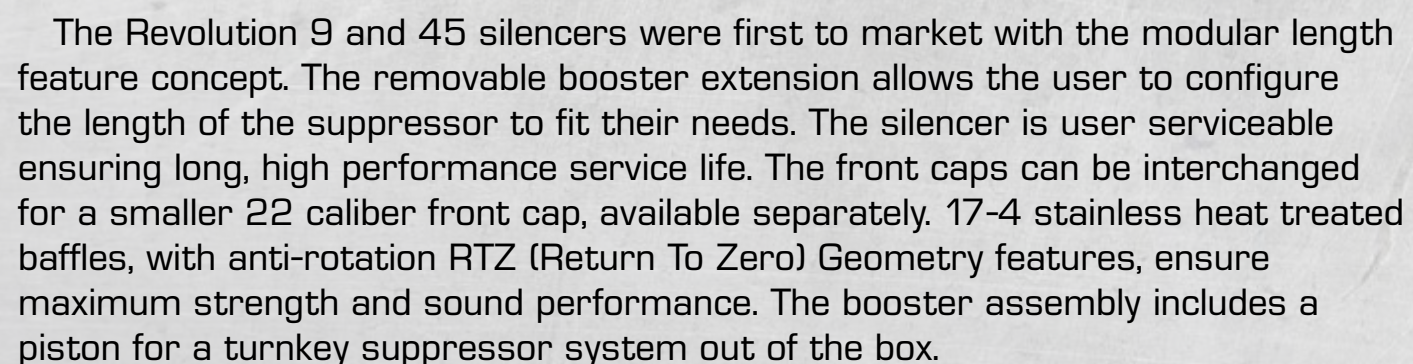 The Revolution 9 and 45 silencers were first to market with the modular length
feature concept. The removable booster extension allows the user to configure
the length of the suppressor to fit their needs. The silencer is user serviceable
ensuring long, high performance service life. The front caps can be interchanged
for a smaller 22 caliber front cap, available separately. 17-4 stainless heat treated
baffles, with anti-rotation RTZ (Return To Zero) Geometry features, ensure
maximum strength and sound performance. The booster assembly includes a
piston for a turnkey suppressor system out of the box.